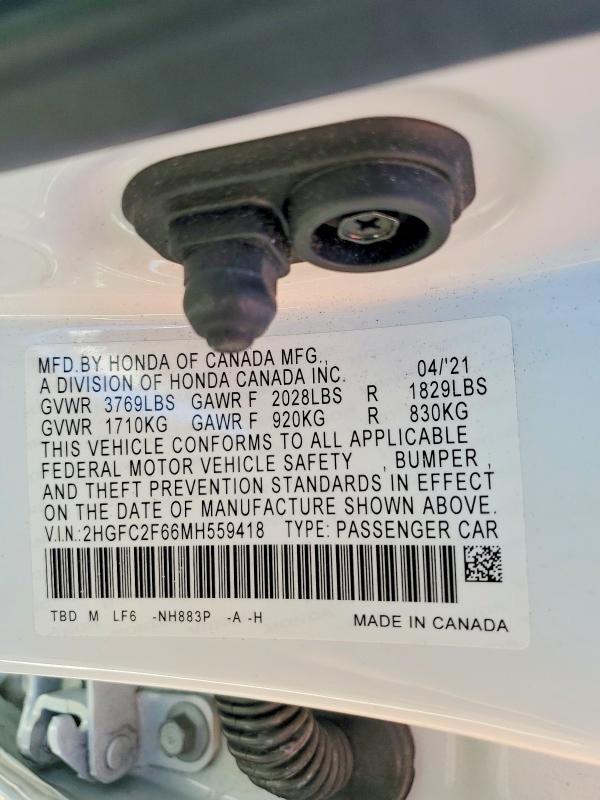 MFD.BY HONDA OF CANADA MFG., 04/'21
A DIVISION OF HONDA CANADA INC.
GVWR 3769LBS GAWR F 2028LBS R 1829LBS
GVWR 1710KG GAWR F 920KG R 830KG
THIS VEHICLE CONFORMS TO ALL APPLICABLE
FEDERAL MOTOR VEHICLE SAFETY , BUMPER ,
AND THEFT PREVENTION STANDARDS IN EFFECT
ON THE DATE OF MANUFACTURE SHOWN ABOVE.
V.I.N.:2HGFC2F66MH559418 TYPE: PASSENGER CAR
TBD M LF6 -NH883P -A -H MADE IN CANADA